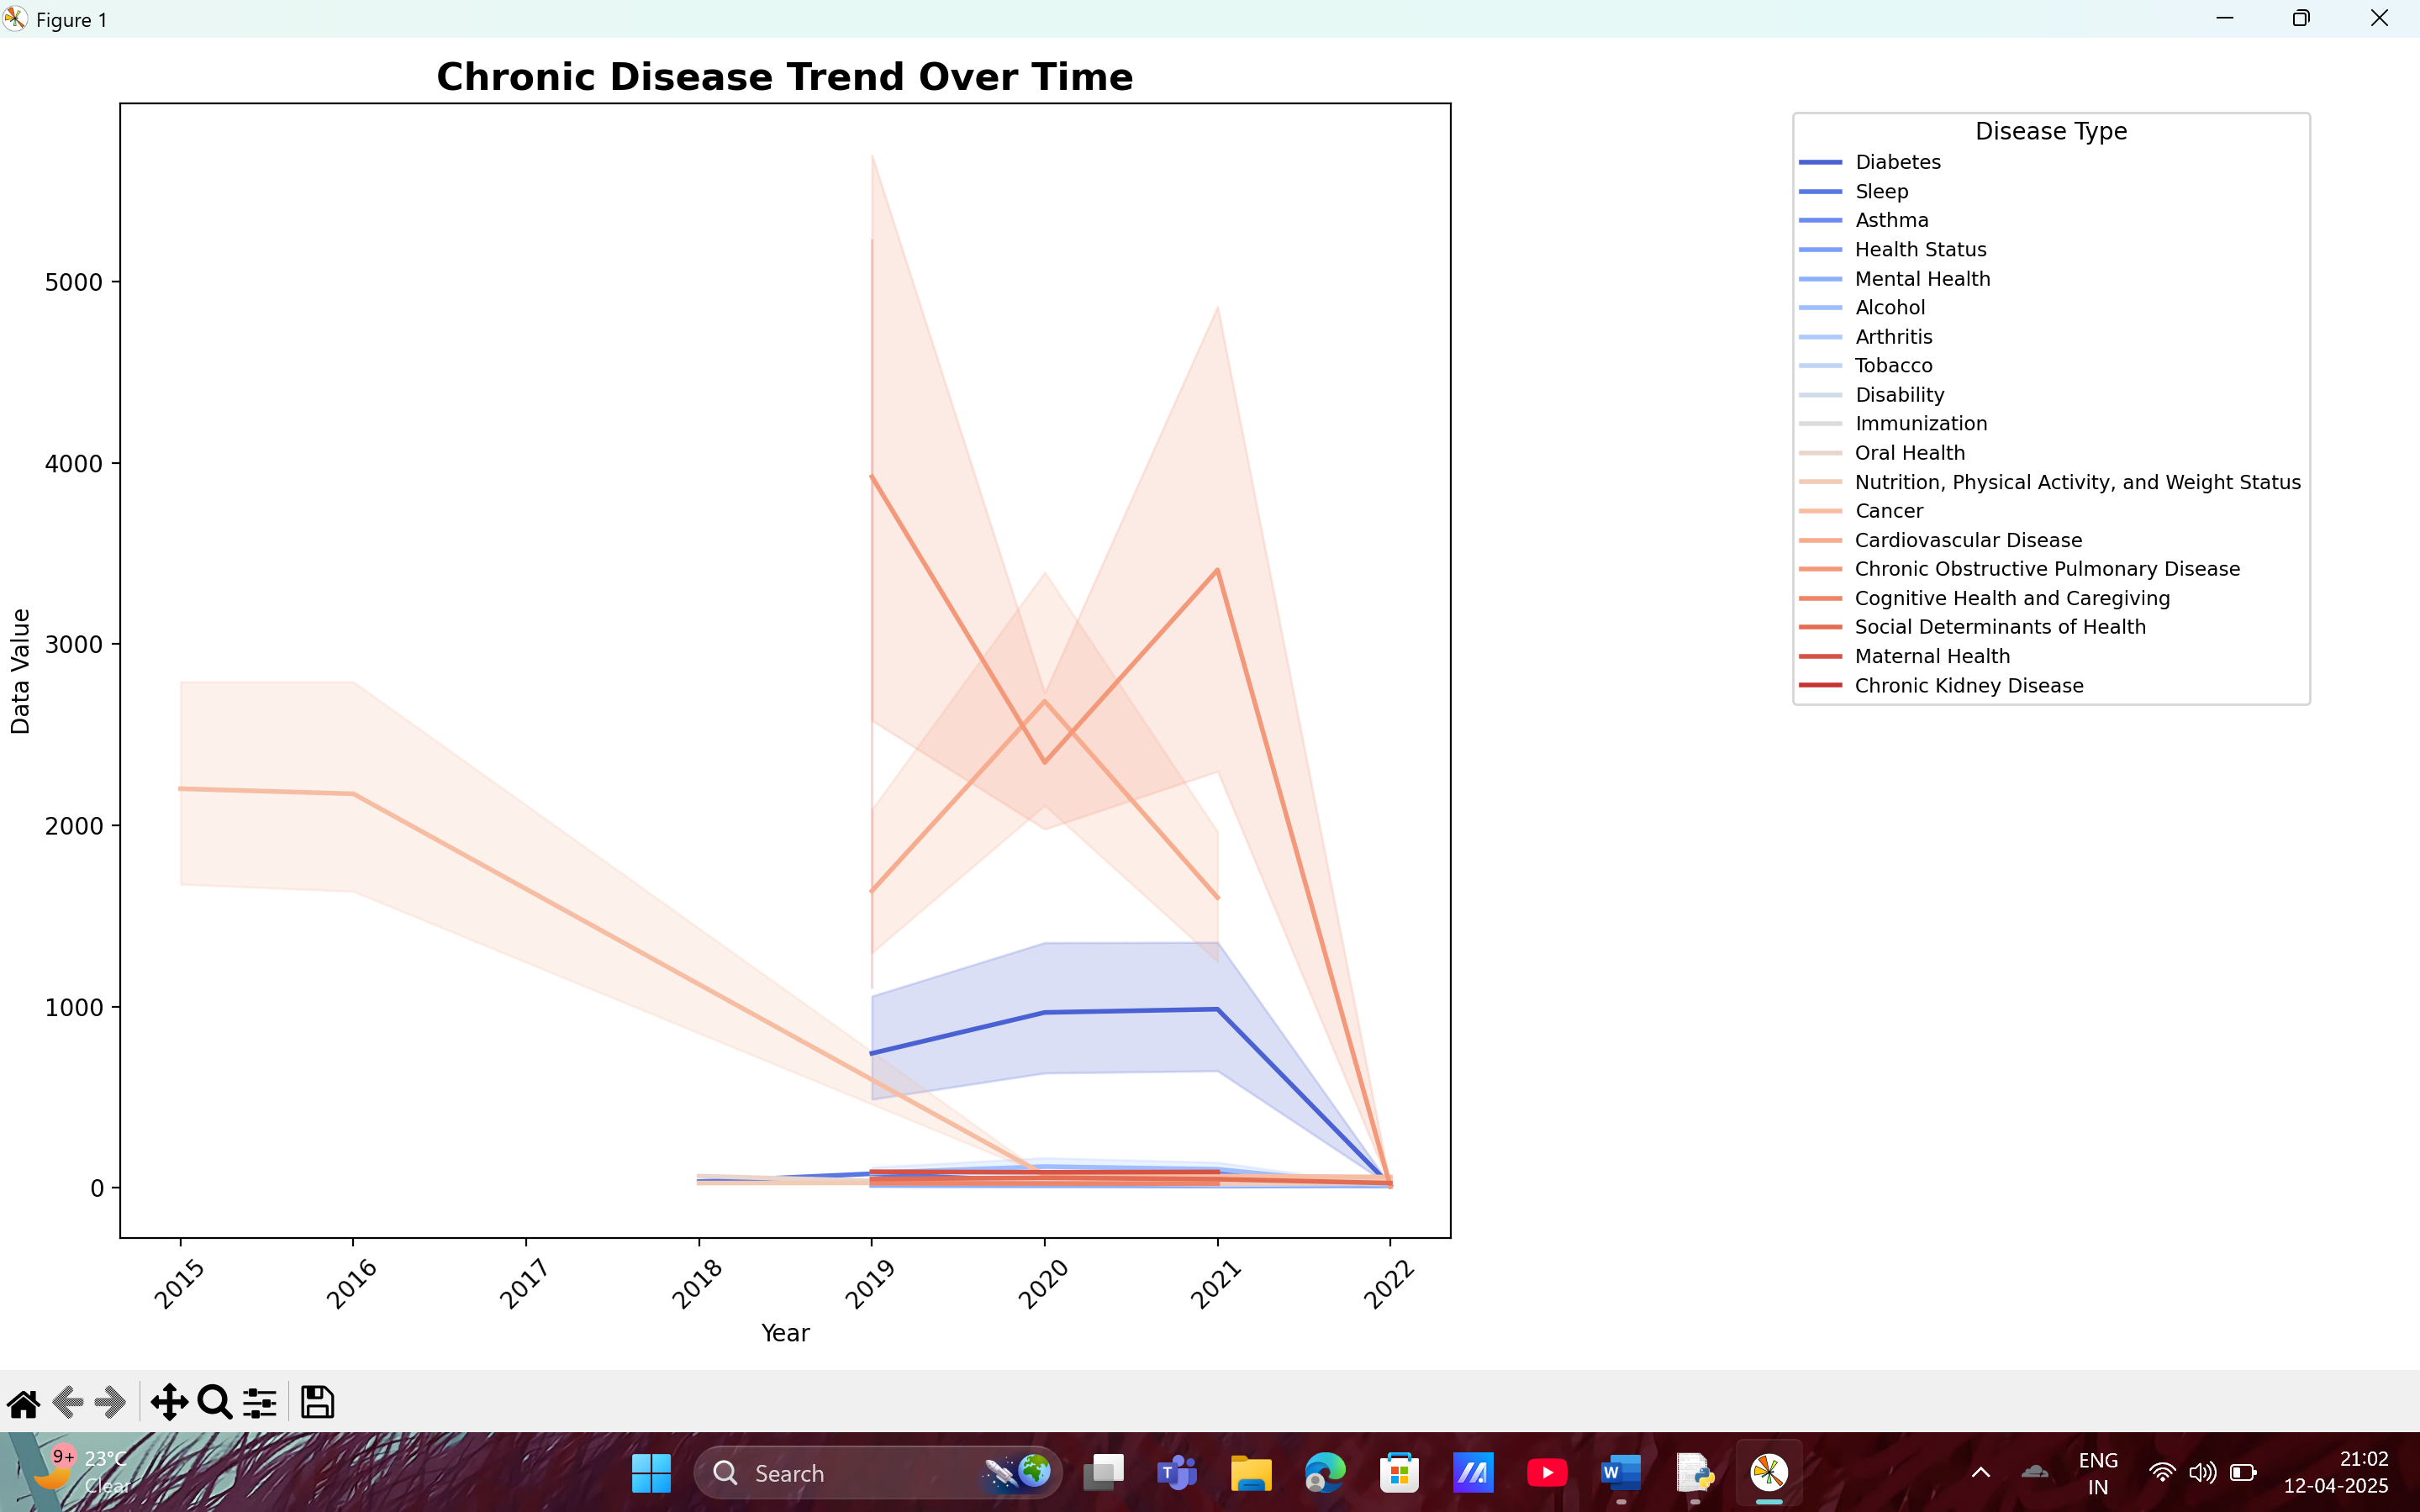 Figure 1
Chronic Disease Trend Over Time
Data Value
5000
4000
3000
2000
1000
0
2015
2016
2017
2018
2019
2020
2021
2022
Year
Disease Type
Diabetes
Sleep
Asthma
Health Status
Mental Health
Alcohol
Arthritis
Tobacco
Disability
Immunization
Oral Health
Nutrition, Physical Activity, and Weight Status
Cancer
Cardiovascular Disease
Chronic Obstructive Pulmonary Disease
Cognitive Health and Caregiving
Social Determinants of Health
Maternal Health
Chronic Kidney Disease
9+
23°C
Clear
Search
T
W
ENG
IN
21:02
12-04-2025